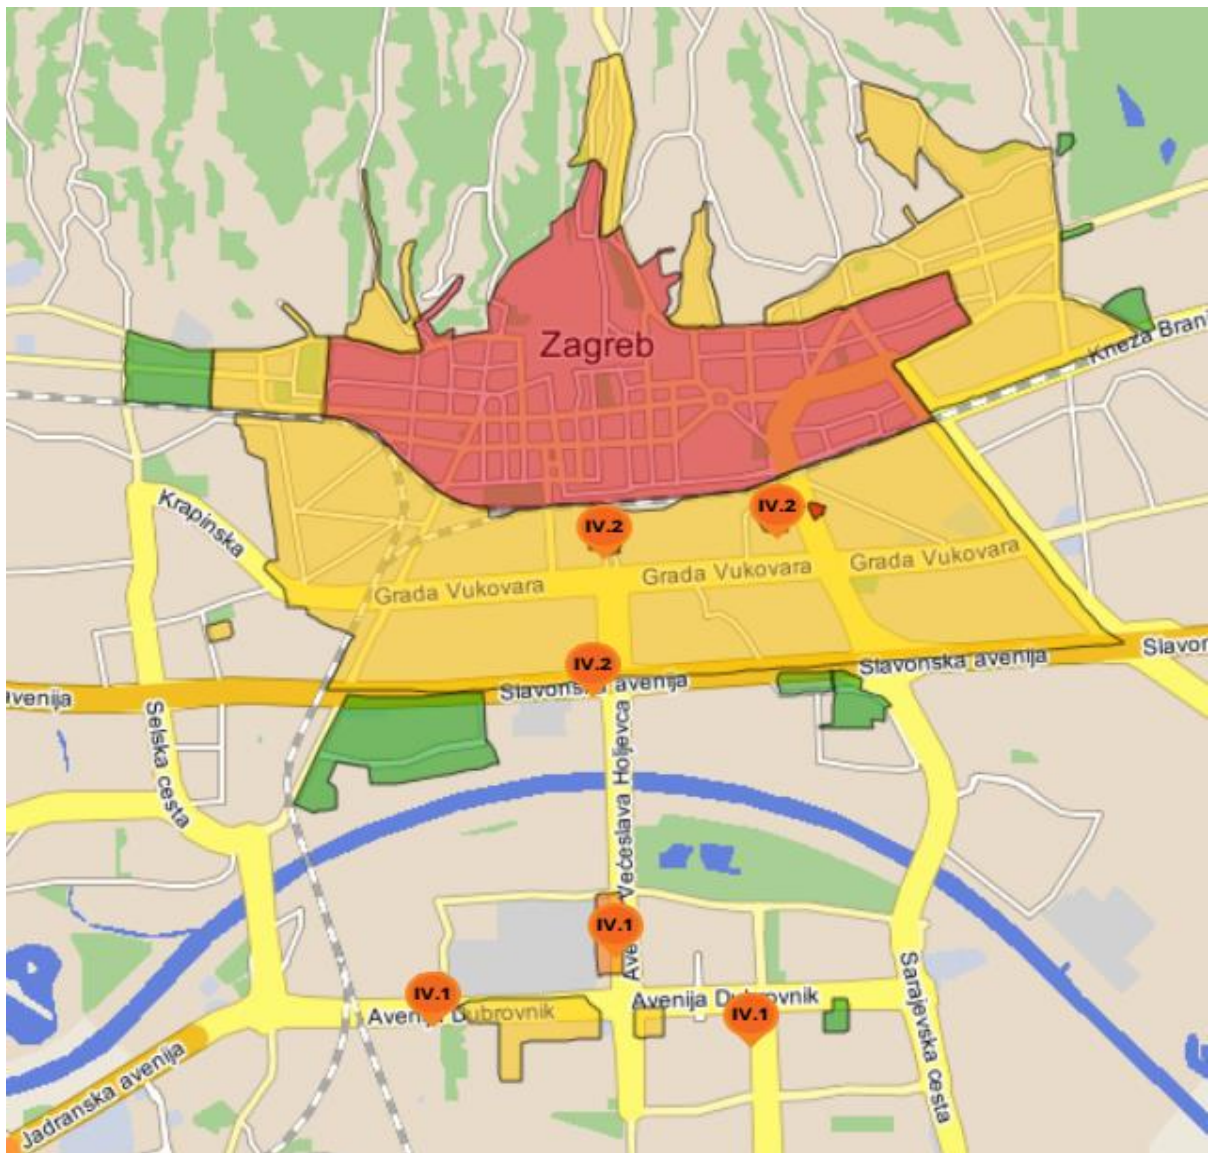 Zagreb
Kneza Brani
Krapinska
IV.2
IV.2
Grada Vukovara
Grada Vukovara
Grada Vukovara
IV.2
avenija
Slavonska avenija
Slavonska avenija
Slavon
Selska cesta
Većeslava Holjevca
IV.1
Ave
IV.1
Avenija Dubrovnik
Avenija Dubrovnik
IV.1
Sarajevska cesta
Jadranska avenija